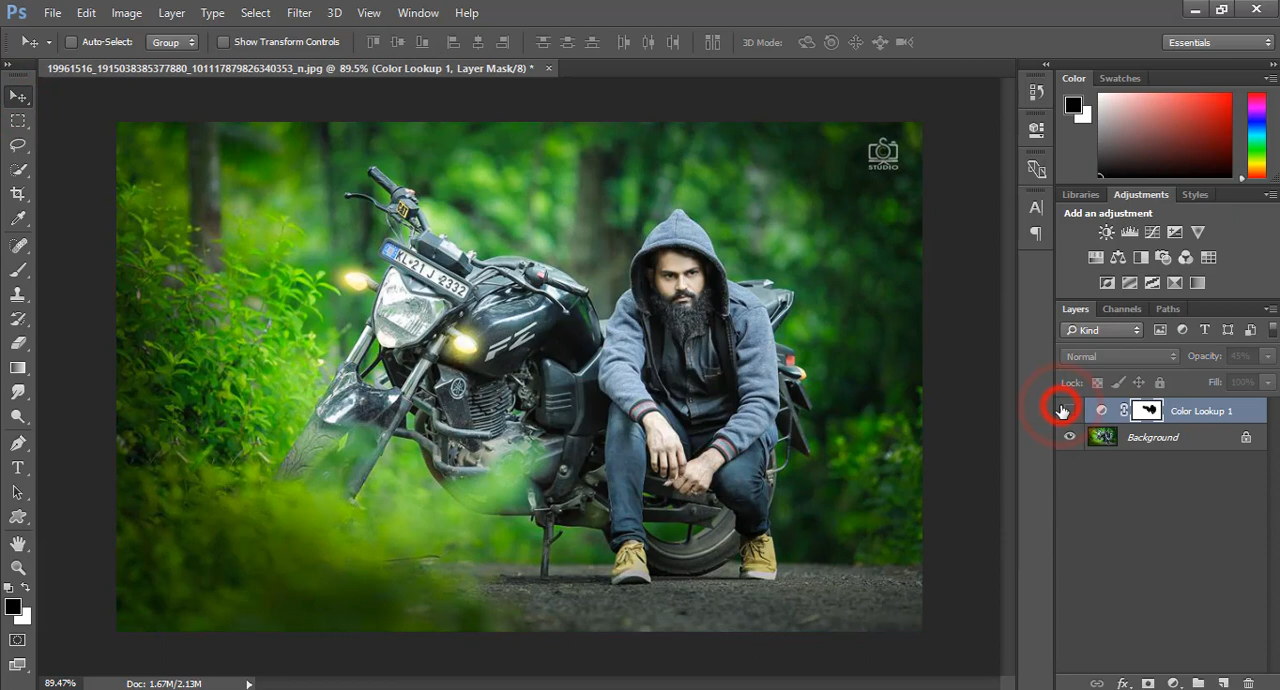 Ps File Edit Image Layer Type Select Filter 3D View Window Help
Auto-Select: Group Show Transform Controls 3D Mode: Essentials
19961516_1915038385377880_101117879826340353_n.jpg @ 89.5% (Color Lookup 1, Layer Mask/8) *
Color Swatches
STUDIO
KL•21 J•2332
FZ
Libraries Adjustments Styles
Add an adjustment
Layers Channels Paths
Kind
Normal Opacity: 45%
Lock: Fill: 100%
Color Lookup 1
Background
89.47% Doc: 1.67M/2.13M